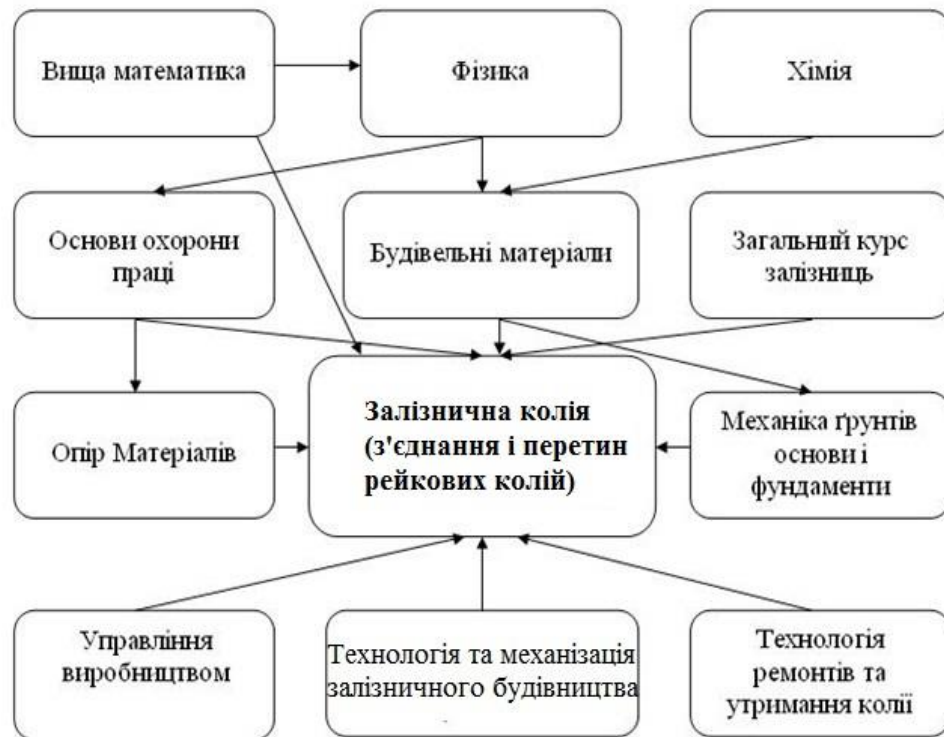 Вища математика
Фізика
Хімія
Основи охорони
праці
Будівельні матеріали
Загальний курс
залізниць
Опір Матеріалів
Залізнична колія
(з'єднання і перетин
рейкових колій)
Механіка ґрунтів
основи і
фундаменти
Управління
виробництвом
Технологія та механізація
залізничного будівництва
.
Технологія
ремонтів та
утримання колії